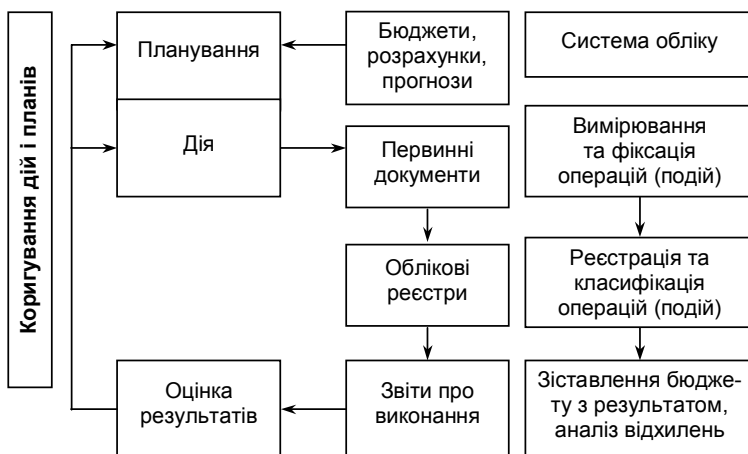 Коригування дій і планів
Планування
Бюджети,
розрахунки,
прогнози
Система обліку
Дія
Первинні
документи
Вимірювання
та фіксація
операцій (подій)
Облікові
реєстри
Реєстрація та
класифікація
операцій (подій)
Оцінка
результатів
Звіти про
виконання
Зіставлення бюдже-
ту з результатом,
аналіз відхилень